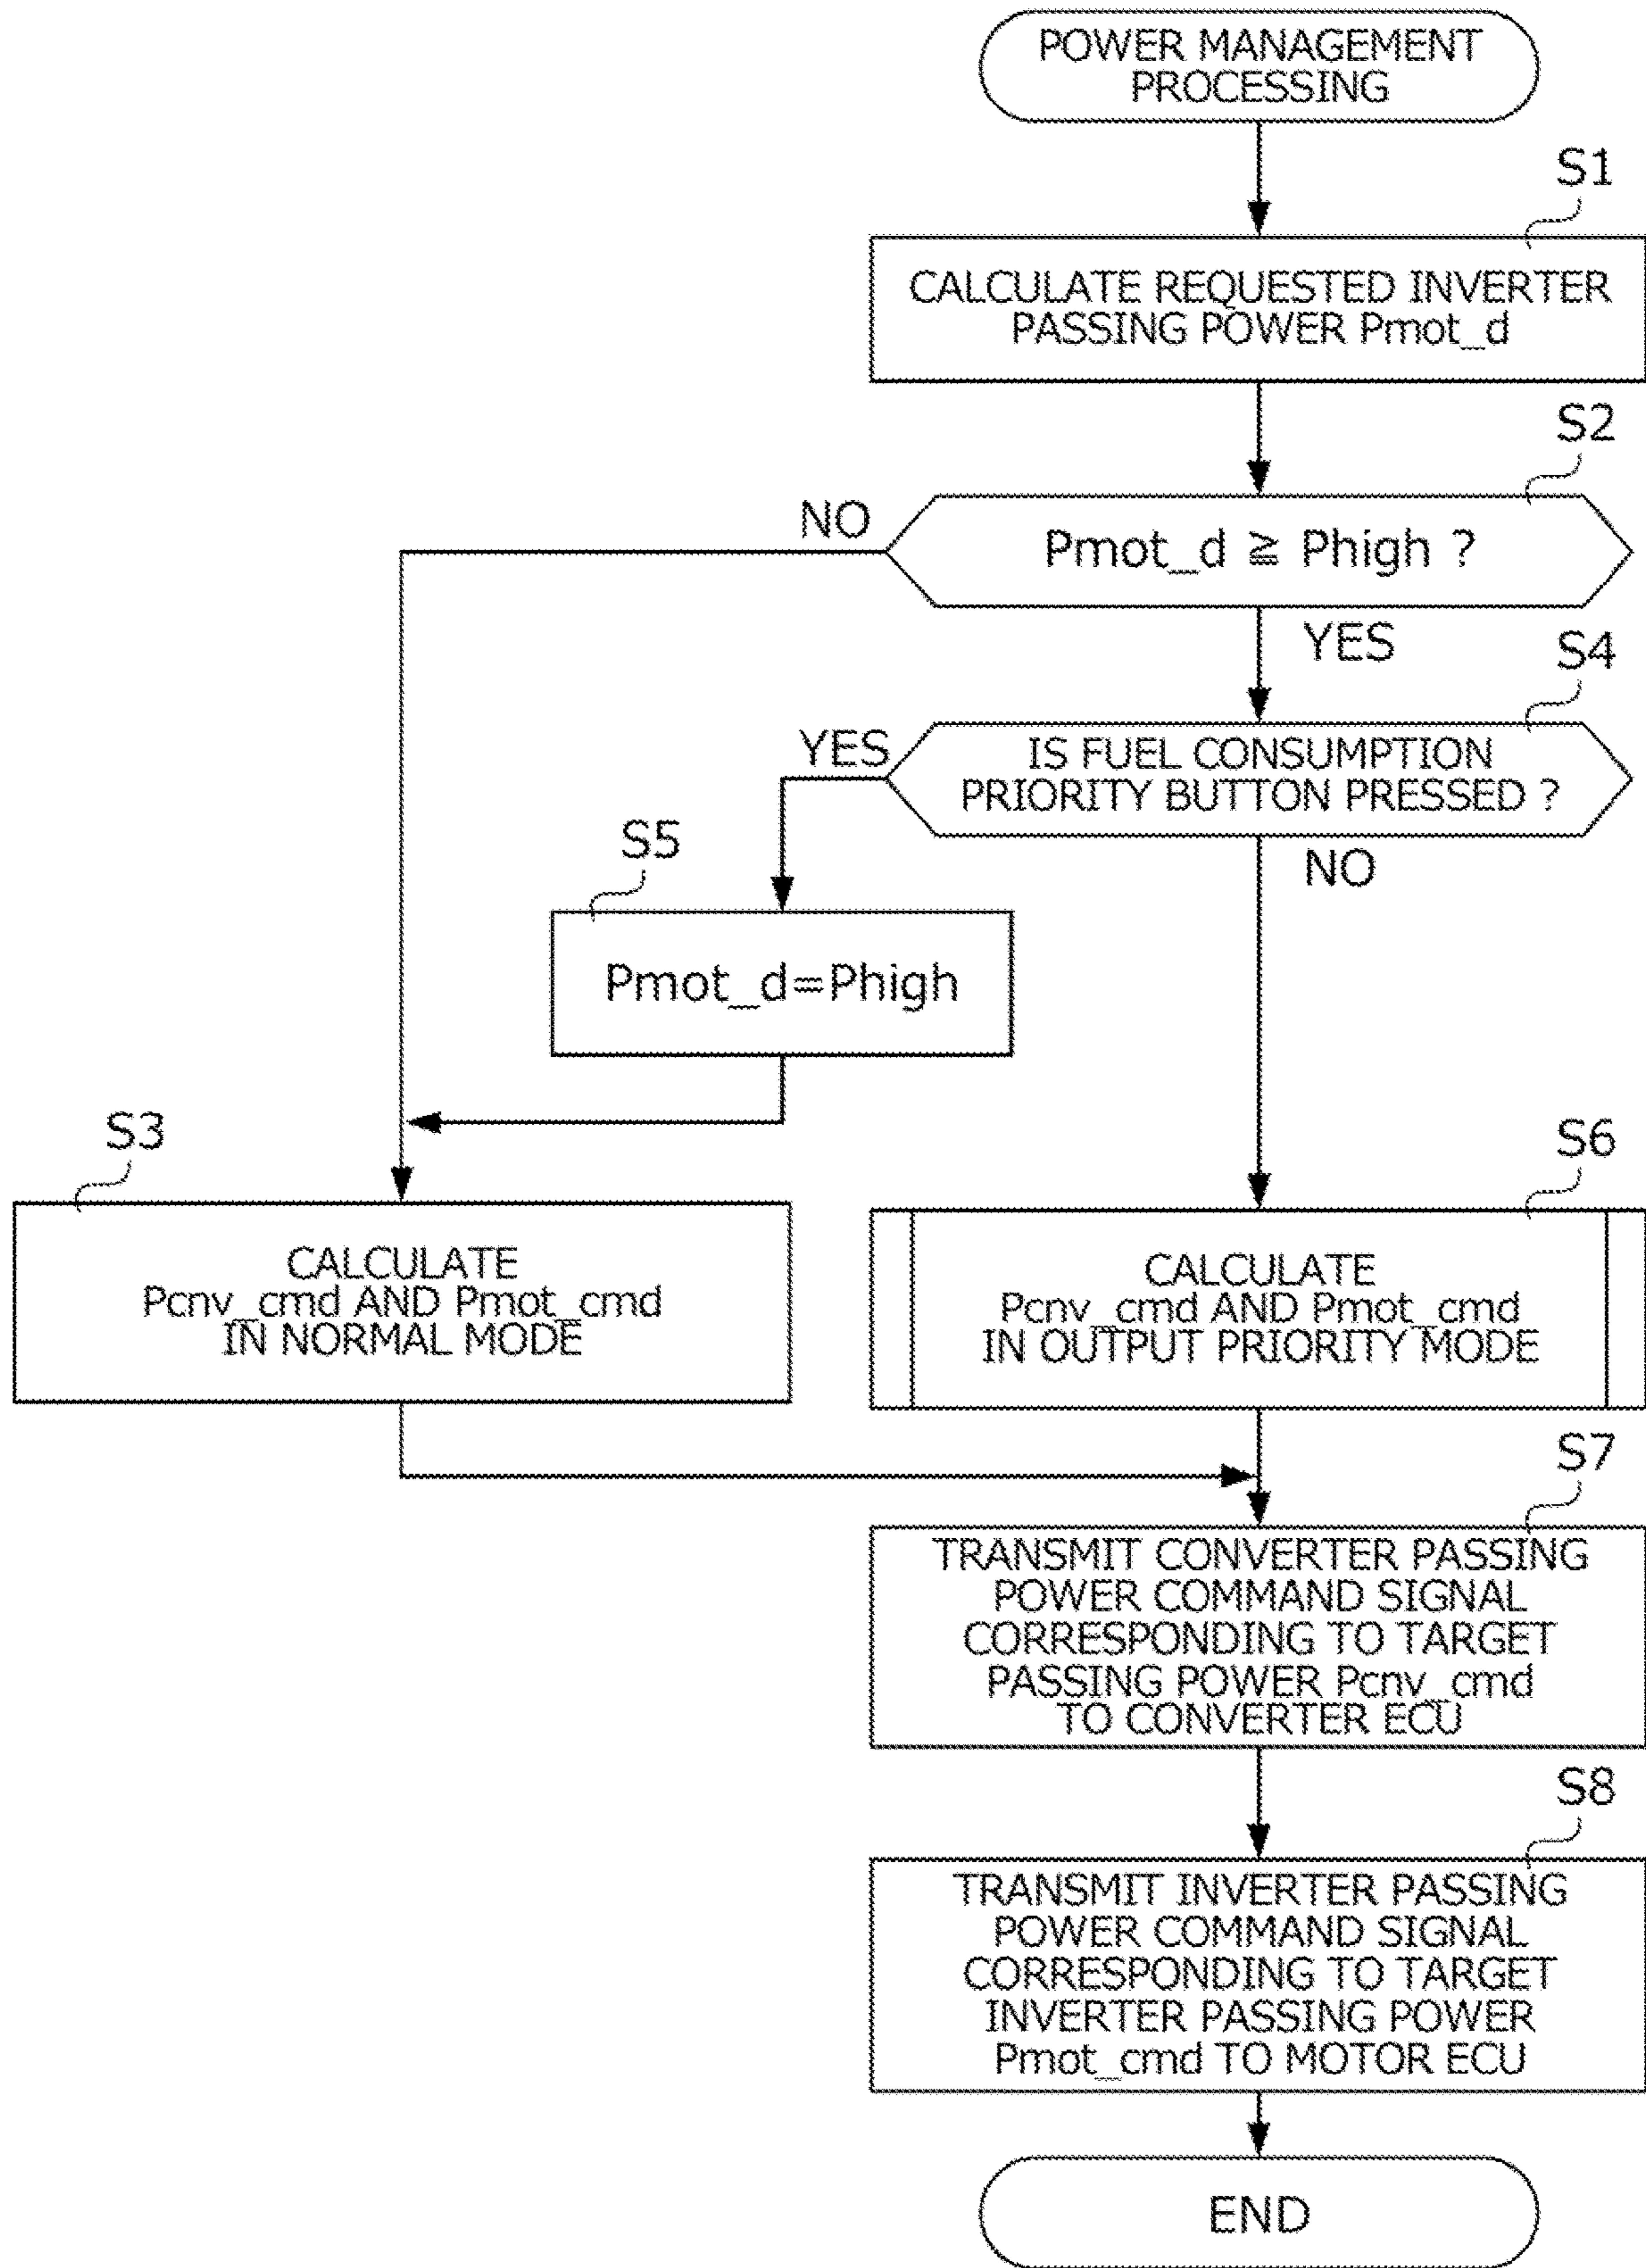 POWER MANAGEMENT
PROCESSING
S1
CALCULATE REQUESTED INVERTER
PASSING POWER Pmot_d
S2
NO
Pmot_d ≧ Phigh ?
YES
S4
YES
IS FUEL CONSUMPTION
PRIORITY BUTTON PRESSED ?
NO
S5
Pmot_d=Phigh
S3
CALCULATE
Pcnv_cmd AND Pmot_cmd
IN NORMAL MODE
S6
CALCULATE
Pcnv_cmd AND Pmot_cmd
IN OUTPUT PRIORITY MODE
S7
TRANSMIT CONVERTER PASSING
POWER COMMAND SIGNAL
CORRESPONDING TO TARGET
PASSING POWER Pcnv_cmd
TO CONVERTER ECU
S8
TRANSMIT INVERTER PASSING
POWER COMMAND SIGNAL
CORRESPONDING TO TARGET
INVERTER PASSING POWER
Pmot_cmd TO MOTOR ECU
END